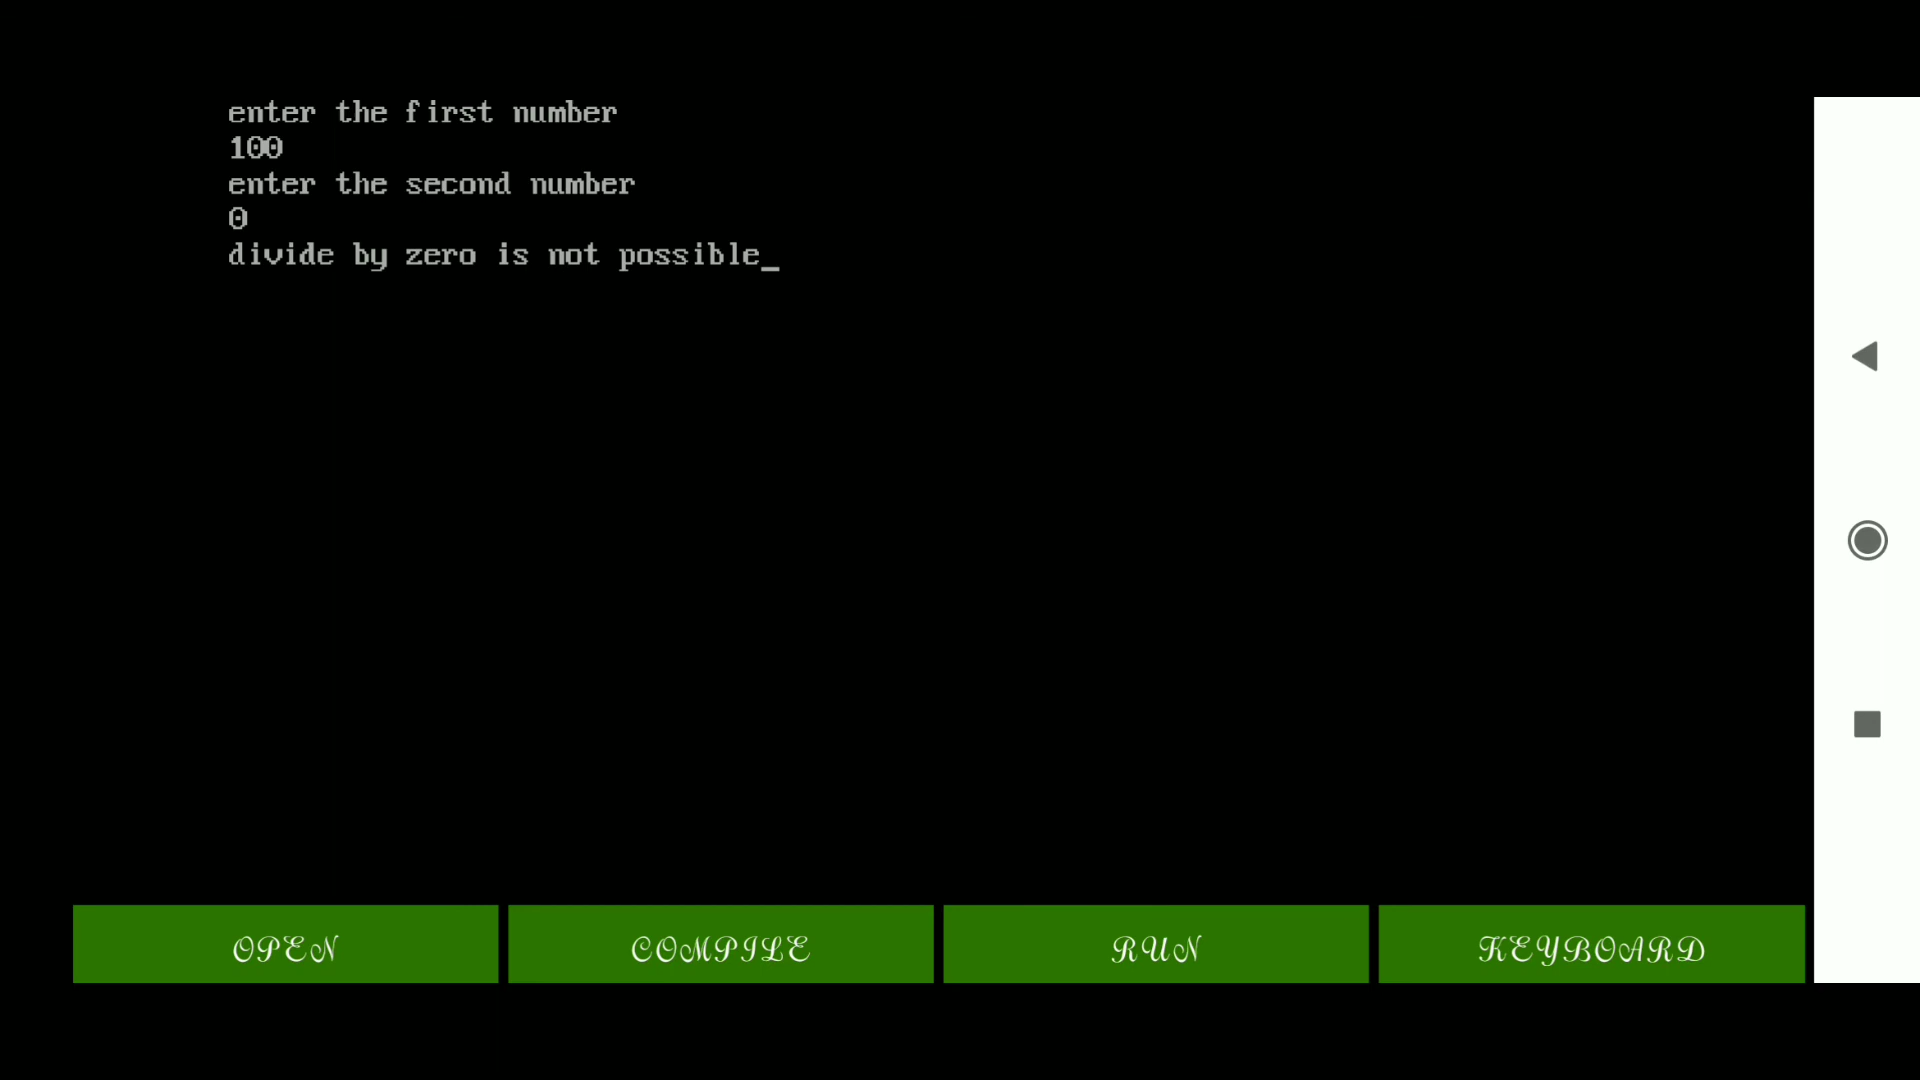 enter the first number
100
enter the second number
0
divide by zero is not possible_
OPEN
COMPILE
RUN
KEYBOARD